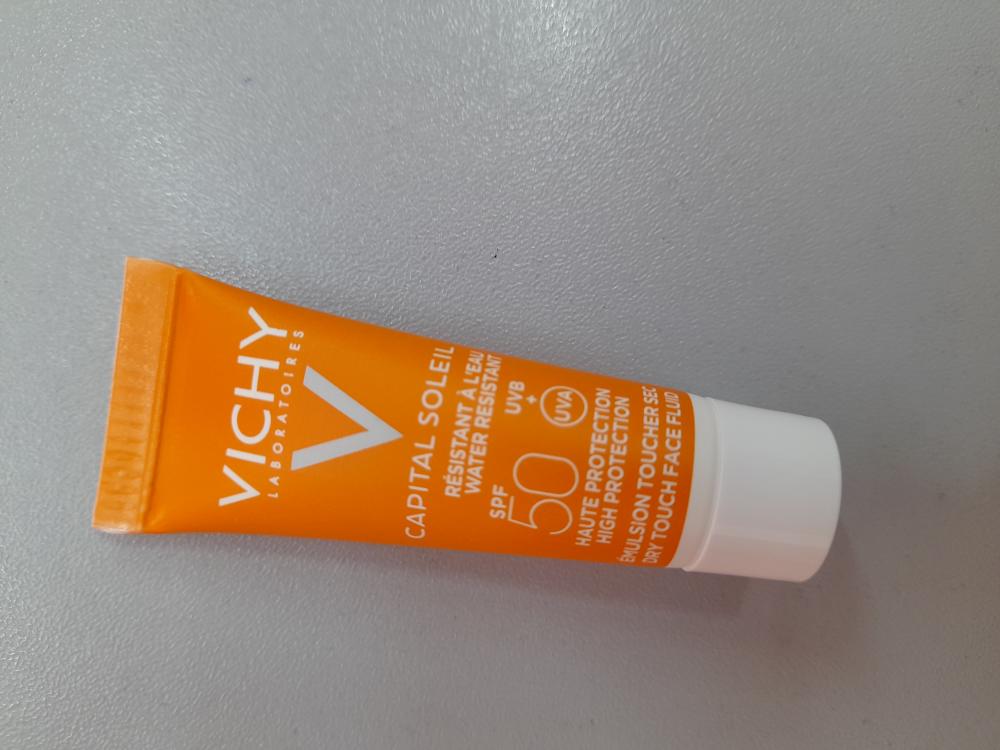 VICHY
LABORATOIRES
V
CAPITAL SOLEIL
RÉSISTANT À L'EAU
WATER RESISTANT
SPF
50
UVB
+
UVA
HAUTE PROTECTION
HIGH PROTECTION
ÉMULSION TOUCHER SEC
DRY TOUCH FACE FLUID